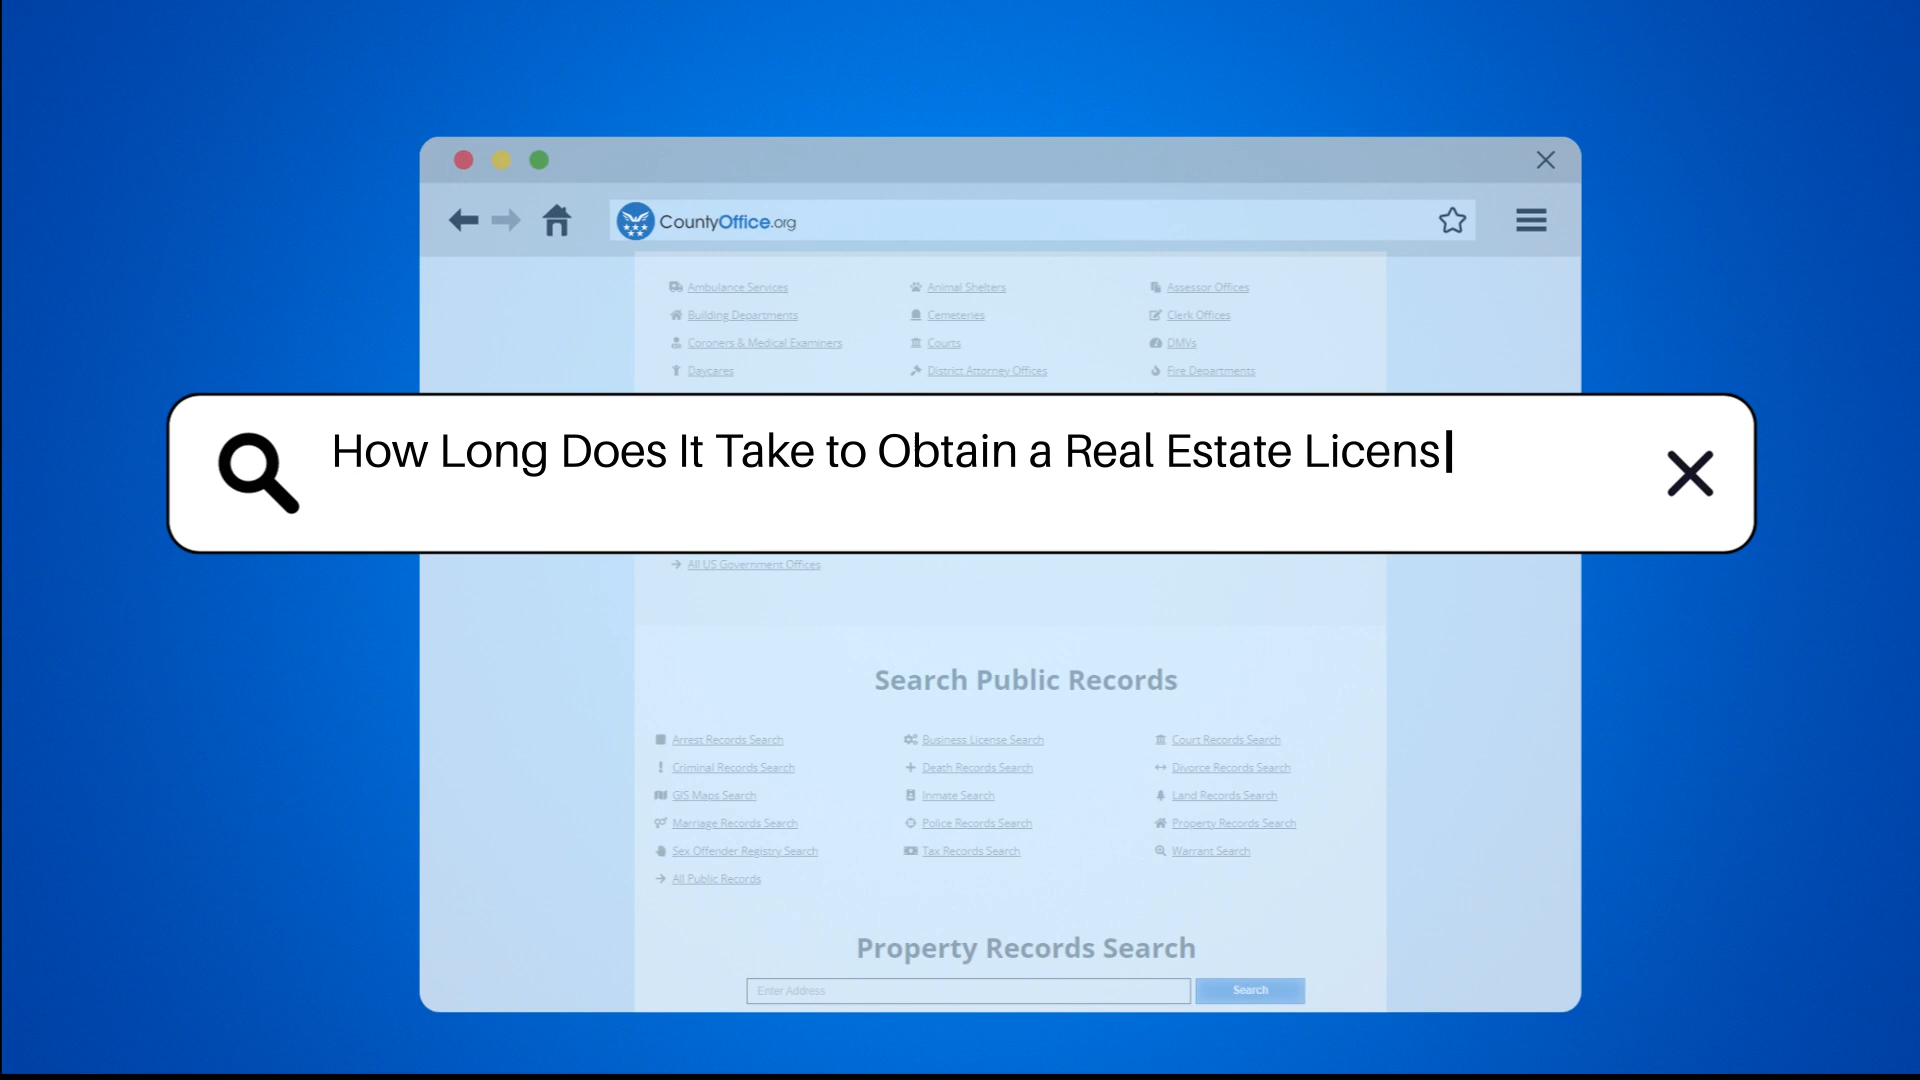 CountyOffice.org
Ambulance Services Animal Shelters Assessor Offices
Building Departments Cemeteries Clerk Offices
Coroners & Medical Examiners Courts DMVs
Daycares District Attorney Offices Fire Departments
How Long Does It Take to Obtain a Real Estate Licens
All US Government Offices
Search Public Records
Arrest Records Search Business License Search Court Records Search
Criminal Records Search Death Records Search Divorce Records Search
GIS Maps Search Inmate Search Land Records Search
Marriage Records Search Police Records Search Property Records Search
Sex Offender Registry Search Tax Records Search Warrant Search
All Public Records
Property Records Search
Enter Address Search